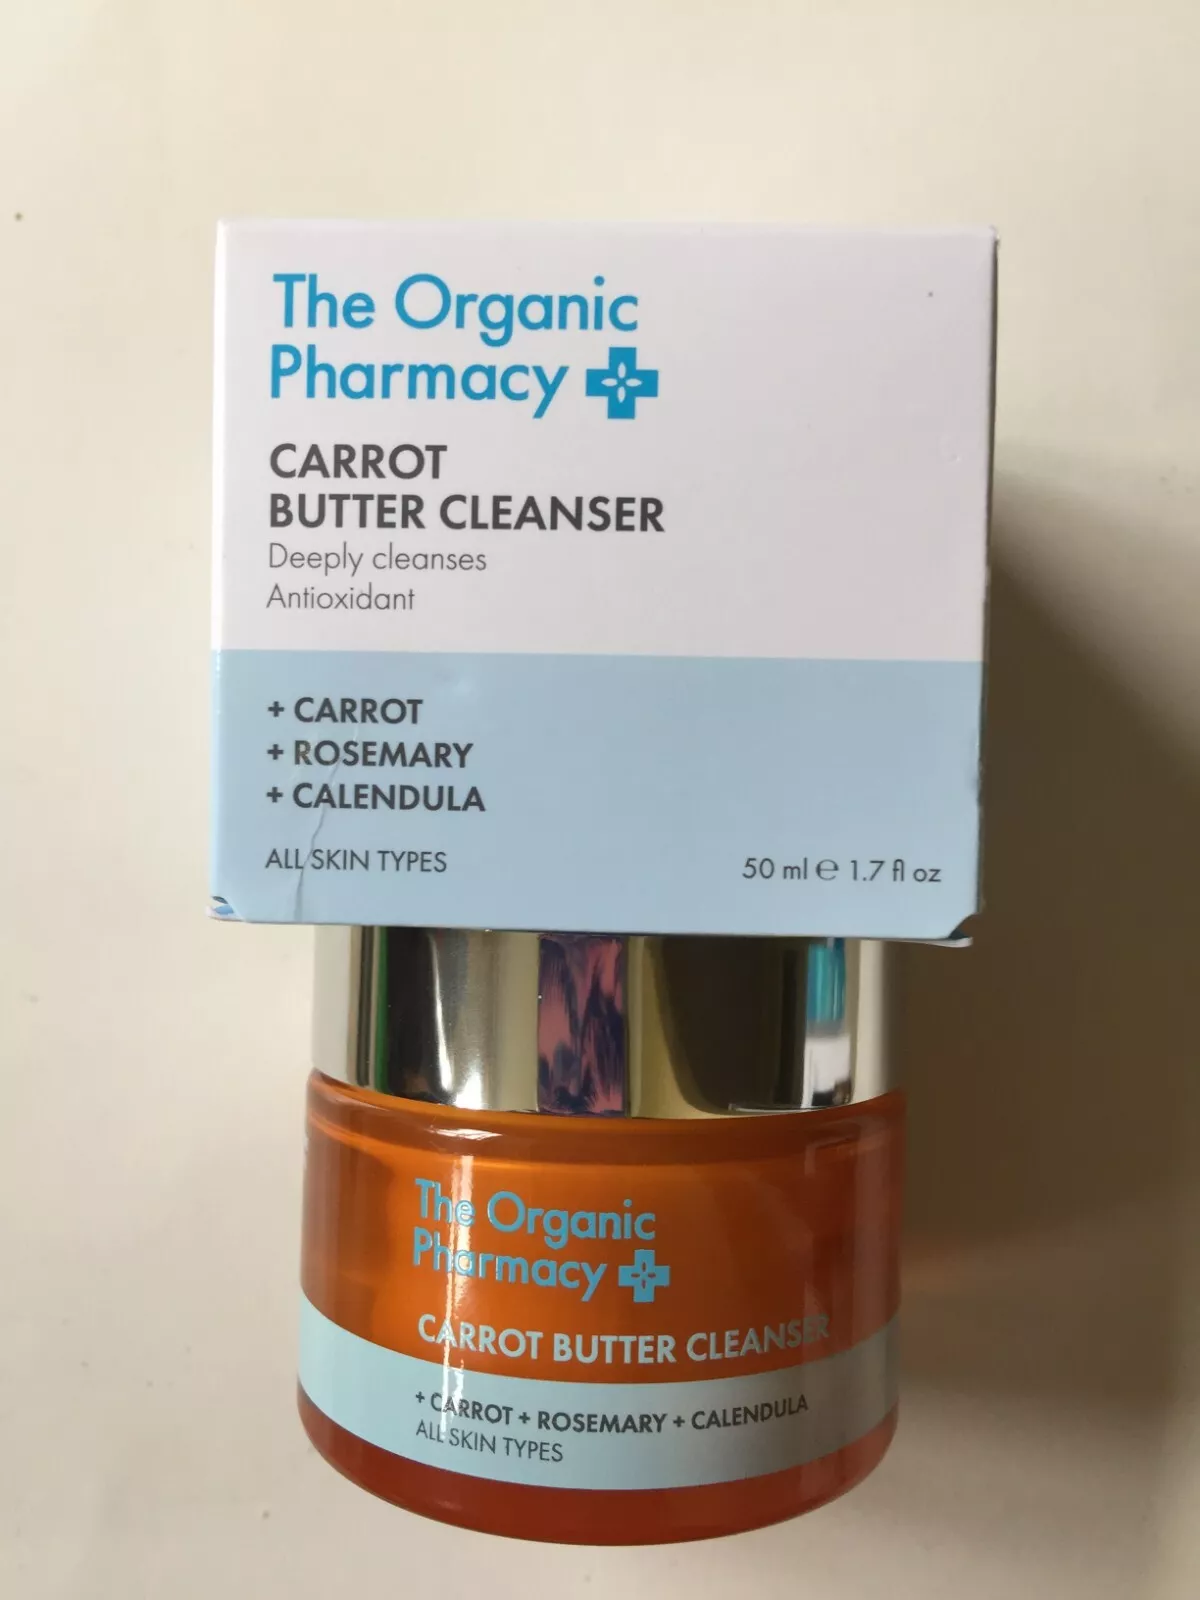 The Organic
Pharmacy
CARROT
BUTTER CLEANSER
Deeply cleanses
Antioxidant
+ CARROT
+ ROSEMARY
+ CALENDULA
ALL SKIN TYPES
50 ml ℮ 1.7 fl oz
The Organic
Pharmacy
CARROT BUTTER CLEANSER
+ CARROT + ROSEMARY + CALENDULA
ALL SKIN TYPES